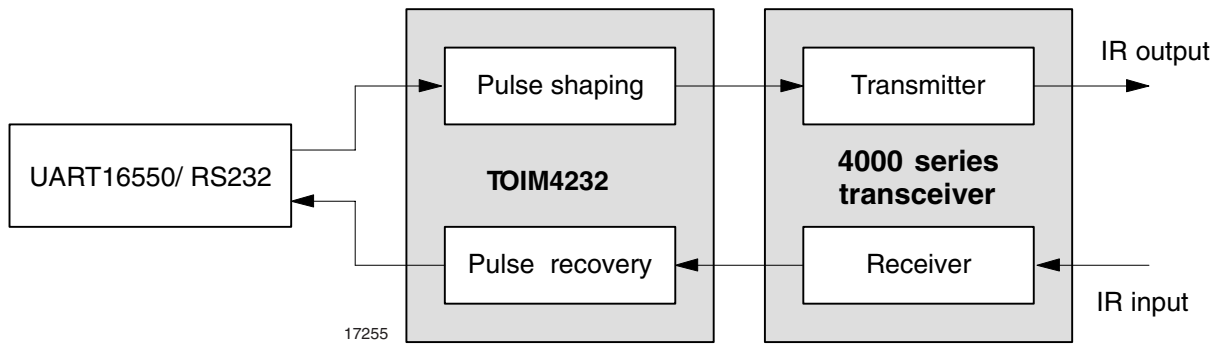 IR output
Pulse shaping
Transmitter
UART16550/ RS232
TOIM4232
4000 series
transceiver
Pulse recovery
Receiver
IR input
17255